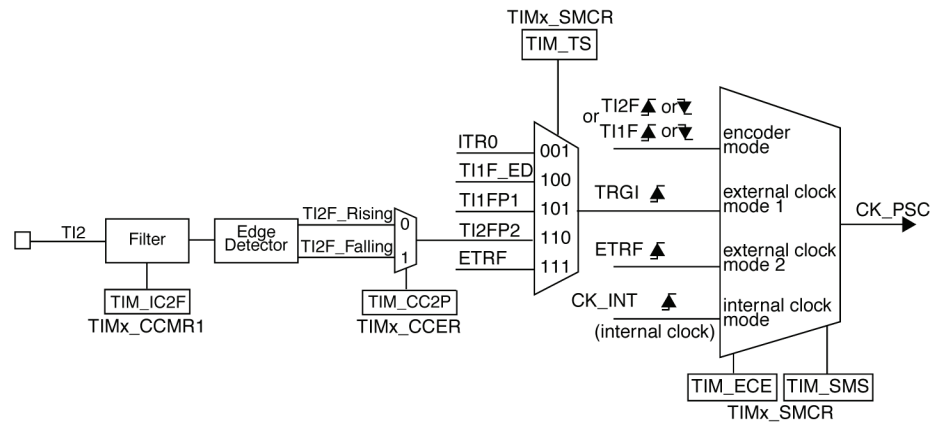 TIMx_SMCR
TIM_TS
or TI2F or
TI1F or
encoder
mode
ITR0
001
TI1F_ED
100
TI1FP1
101
TI2FP2
110
ETRF
111
TRGI
external clock
mode 1
CK_PSC
ETRF
external clock
mode 2
CK_INT
(internal clock)
internal clock
mode
TI2
Filter
Edge
Detector
TI2F_Rising
0
TI2F_Falling
1
TIM_IC2F
TIMx_CCMR1
TIM_CC2P
TIMx_CCER
TIM_ECE
TIM_SMS
TIMx_SMCR